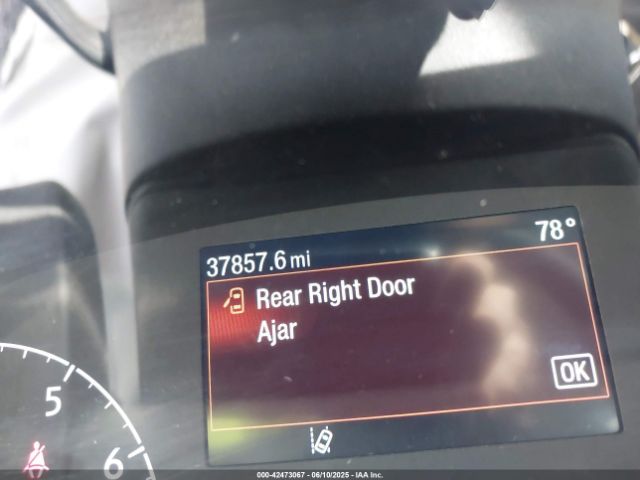 78°
37857.6 mi
Rear Right Door
Ajar
OK
5
6
000-42473067 - 06/10/2025 - IAA Inc.